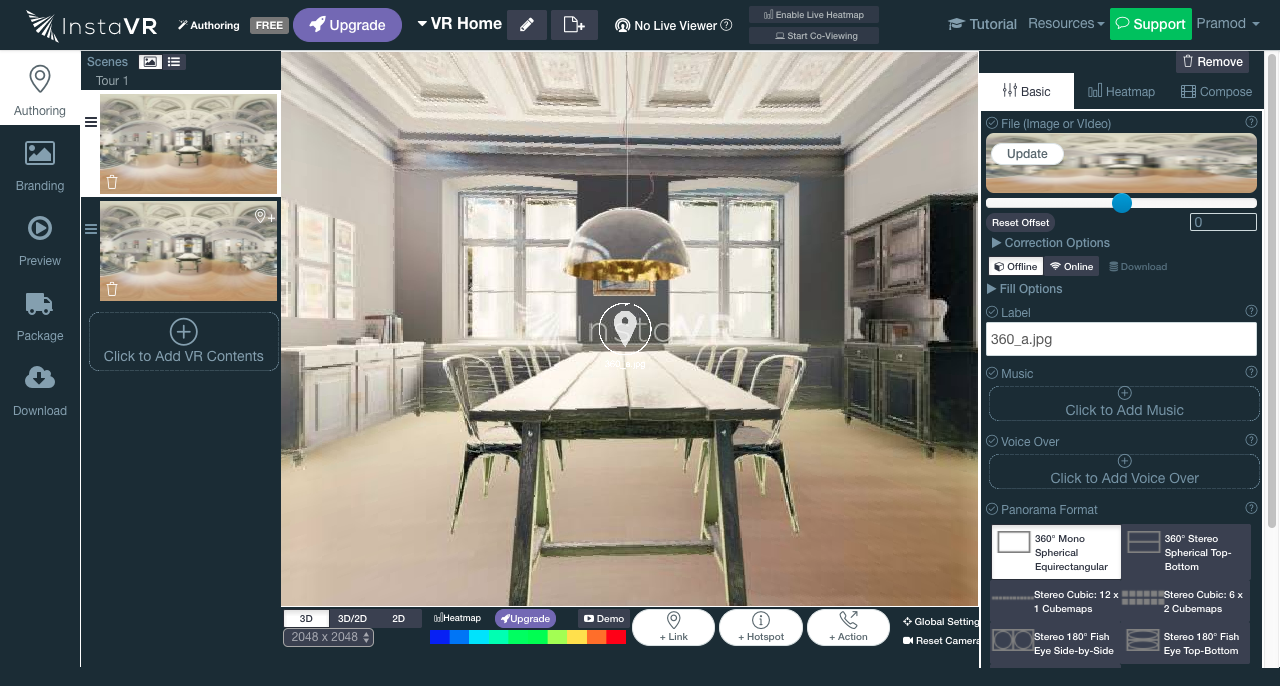 InstaVR
Authoring
FREE
Upgrade
VR Home
No Live Viewer
Enable Live Heatmap
Start Co-Viewing
Tutorial
Resources
Support
Pramod
Authoring
Branding
Preview
Package
Download
Scenes
Tour 1
Click to Add VR Contents
InstaVR
360_a.jpg
3D
3D/2D
2D
2048 x 2048
Heatmap
Upgrade
Demo
+ Link
+ Hotspot
+ Action
Global Setting
Reset Camera
Remove
Basic
Heatmap
Compose
File (Image or VIdeo)
Update
Reset Offset
0
Correction Options
Offline
Online
Download
Fill Options
Label
360_a.jpg
Music
Click to Add Music
Voice Over
Click to Add Voice Over
Panorama Format
360° Mono
Spherical
Equirectangular
360° Stereo
Spherical Top-
Bottom
Stereo Cubic: 12 x
1 Cubemaps
Stereo Cubic: 6 x
2 Cubemaps
Stereo 180° Fish
Eye Side-by-Side
Stereo 180° Fish
Eye Top-Bottom